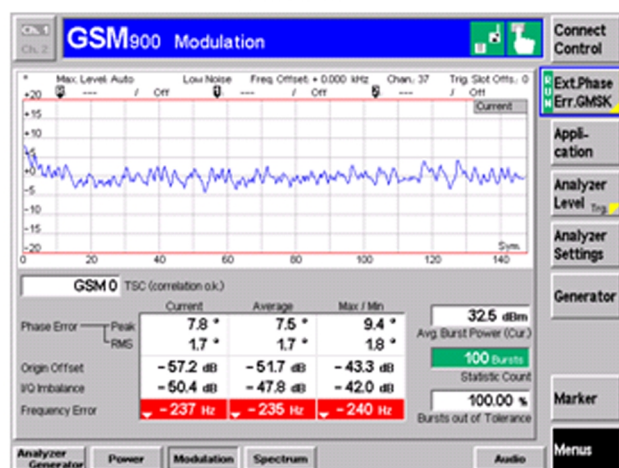 Ch. 1
Ch. 2
GSM900 Modulation
Connect
Control
° Max. Level: Auto Low Noise Freq. Offset: + 0.000 kHz Chan.: 37 Trig. Slot Offs.: 0
+20 --- / Off --- / Off --- / Off
Current
+15
+10
+5
+0
-5
-10
-15
-20
Sym.
0 20 40 60 80 100 120 140
RUN
Ext.Phase
Err.GMSK
Appli-
cation
Analyzer
Level Trg.
Analyzer
Settings
Generator
Marker
Menus
GSM 0 TSC (correlation o.k.)
Current Average Max / Min
Phase Error Peak 7.8 ° 7.5 ° 9.4 °
RMS 1.7 ° 1.7 ° 1.8 °
Origin Offset - 57.2 dB - 51.7 dB - 43.3 dB
I/Q Imbalance - 50.4 dB - 47.8 dB - 42.0 dB
Frequency Error - 237 Hz - 235 Hz - 240 Hz
32.5 dBm
Avg. Burst Power (Cur.)
100 Bursts
Statistic Count
100.00 %
Bursts out of Tolerance
Analyzer
Generator
Power
Modulation
Spectrum
Audio